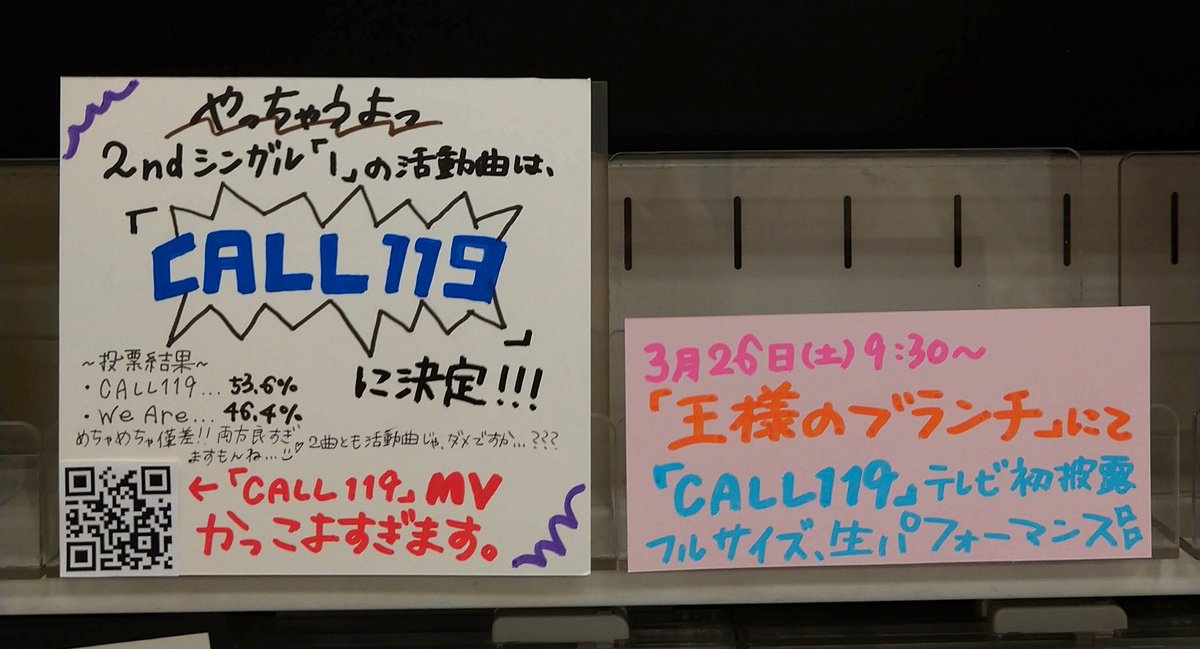 やっちゃうよっ
2ndシングル「I」の活動曲は、
「CALL119」
に決定!!!
~投票結果~
・CALL119... 53.6%
・We Are... 46.4%
めちゃめちゃ僅差!! 両方良すぎ
ますもんね...
2曲とも活動曲じゃ、ダメですか...???
←「CALL119」MV
かっこよすぎます。
3月26日(土) 9:30~
「王様のブランチ」にて
「CALL119」テレビ初披露
フルサイズ、生パフォーマンス